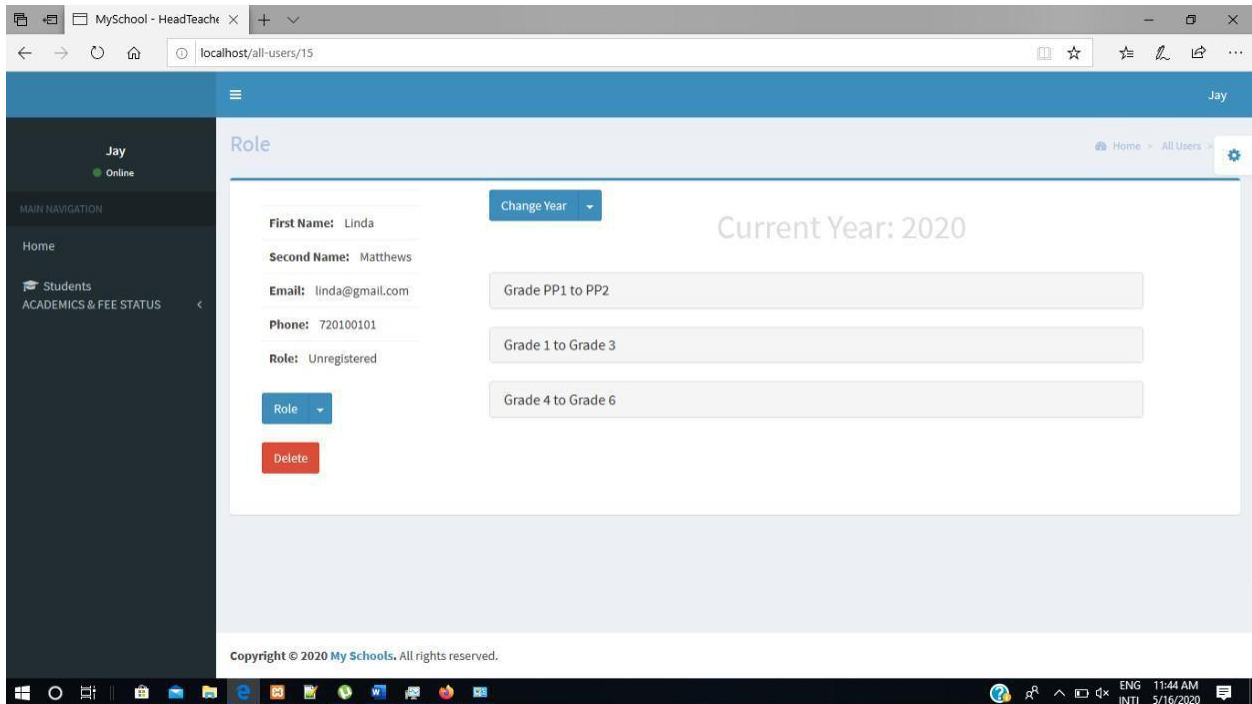 MySchool - HeadTeache
localhost/all-users/15
Jay
Jay
Online
MAIN NAVIGATION
Home
Students
ACADEMICS & FEE STATUS
Role
Home > All Users >
First Name: Linda
Second Name: Matthews
Email: linda@gmail.com
Phone: 720100101
Role: Unregistered
Role
Delete
Change Year
Current Year: 2020
Grade PP1 to PP2
Grade 1 to Grade 3
Grade 4 to Grade 6
Copyright © 2020 My Schools. All rights reserved.
ENG
INTL
11:44 AM
5/16/2020